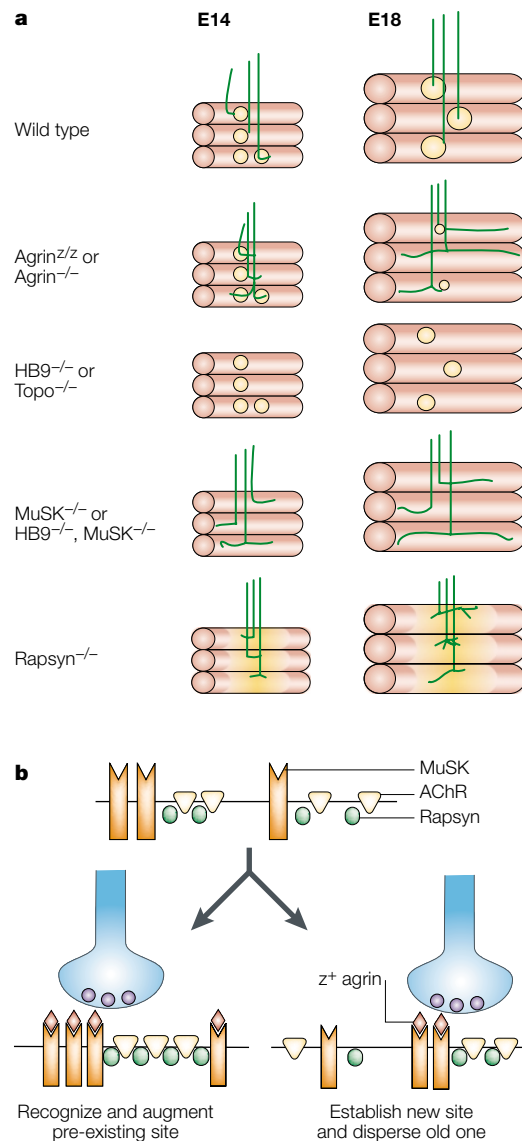 a
E14
E18
Wild type
Agrin^z/z or
Agrin^−/−
HB9^−/− or
Topo^−/−
MuSK^−/− or
HB9^−/−, MuSK^−/−
Rapsyn^−/−
b
MuSK
AChR
Rapsyn
z⁺ agrin
Recognize and augment
pre-existing site
Establish new site
and disperse old one